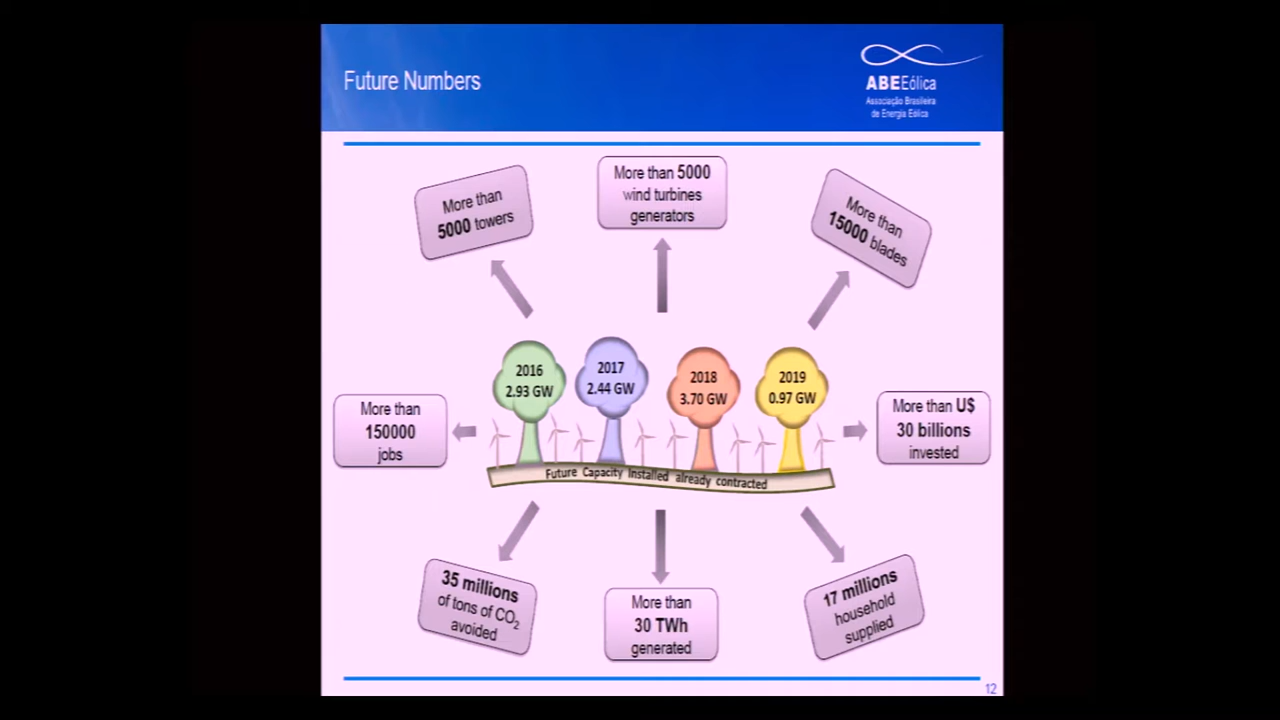 Future Numbers
ABEEólica
Associação Brasileira
de Energia Eólica
More than
5000 towers
More than 5000
wind turbines
generators
More than
15000 blades
2016
2.93 GW
2017
2.44 GW
2018
3.70 GW
2019
0.97 GW
More than
150000
jobs
More than U$
30 billions
invested
Future Capacity Installed already contracted
35 millions
of tons of CO₂
avoided
More than
30 TWh
generated
17 millions
household
supplied
12